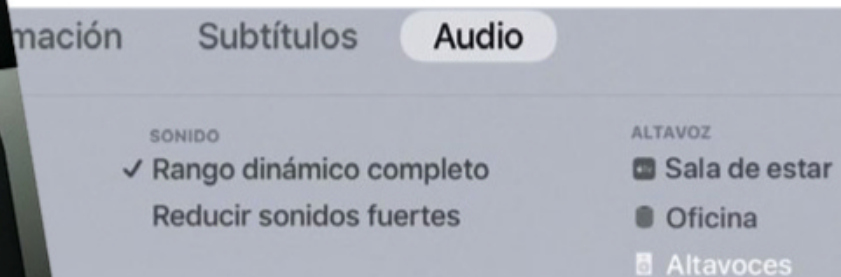 mación Subtítulos Audio
SONIDO
✓ Rango dinámico completo
Reducir sonidos fuertes
ALTAVOZ
Sala de estar
Oficina
Altavoces